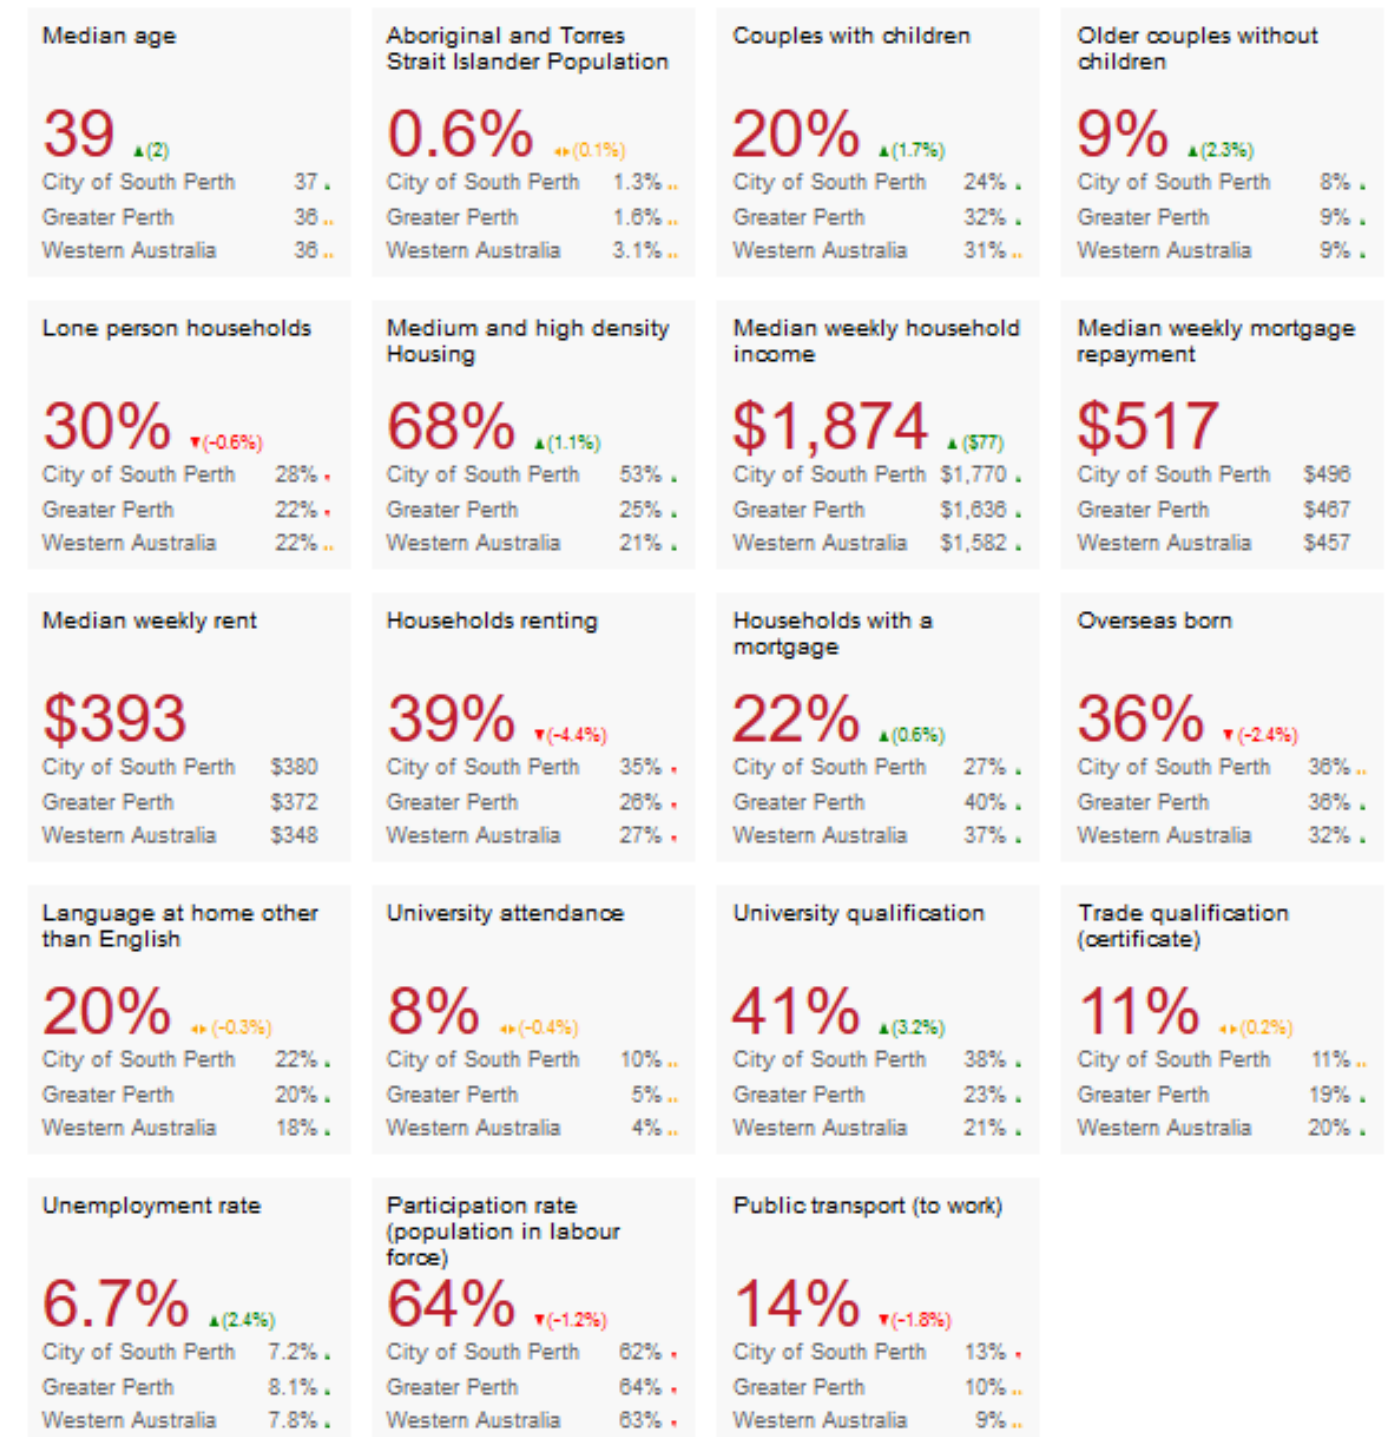 Median age
39 ▲(2)
City of South Perth 37 ▲
Greater Perth 36 ◂▸
Western Australia 36 ◂▸
Aboriginal and Torres
Strait Islander Population
0.6% ◂▸(0.1%)
City of South Perth 1.3% ◂▸
Greater Perth 1.6% ◂▸
Western Australia 3.1% ◂▸
Couples with children
20% ▲(1.7%)
City of South Perth 24% ▲
Greater Perth 32% ▲
Western Australia 31% ◂▸
Older couples without
children
9% ▲(2.3%)
City of South Perth 8% ▲
Greater Perth 9% ▲
Western Australia 9% ▲
Lone person households
30% ▼(-0.6%)
City of South Perth 28% ▼
Greater Perth 22% ▼
Western Australia 22% ◂▸
Medium and high density
Housing
68% ▲(1.1%)
City of South Perth 53% ▲
Greater Perth 25% ▲
Western Australia 21% ▲
Median weekly household
income
$1,874 ▲($77)
City of South Perth $1,770 ▲
Greater Perth $1,636 ▲
Western Australia $1,582 ▲
Median weekly mortgage
repayment
$517
City of South Perth $496
Greater Perth $467
Western Australia $457
Median weekly rent
$393
City of South Perth $380
Greater Perth $372
Western Australia $348
Households renting
39% ▼(-4.4%)
City of South Perth 35% ▼
Greater Perth 26% ▼
Western Australia 27% ▼
Households with a
mortgage
22% ▲(0.6%)
City of South Perth 27% ▲
Greater Perth 40% ▲
Western Australia 37% ▲
Overseas born
36% ▼(-2.4%)
City of South Perth 36% ◂▸
Greater Perth 36% ▲
Western Australia 32% ▲
Language at home other
than English
20% ◂▸(-0.3%)
City of South Perth 22% ▲
Greater Perth 20% ▲
Western Australia 18% ▲
University attendance
8% ◂▸(-0.4%)
City of South Perth 10% ◂▸
Greater Perth 5% ◂▸
Western Australia 4% ◂▸
University qualification
41% ▲(3.2%)
City of South Perth 38% ▲
Greater Perth 23% ▲
Western Australia 21% ▲
Trade qualification
(certificate)
11% ◂▸(0.2%)
City of South Perth 11% ◂▸
Greater Perth 19% ▲
Western Australia 20% ▲
Unemployment rate
6.7% ▲(2.4%)
City of South Perth 7.2% ▲
Greater Perth 8.1% ▲
Western Australia 7.8% ▲
Participation rate
(population in labour
force)
64% ▼(-1.2%)
City of South Perth 62% ▼
Greater Perth 64% ▼
Western Australia 63% ▼
Public transport (to work)
14% ▼(-1.8%)
City of South Perth 13% ▼
Greater Perth 10% ◂▸
Western Australia 9% ◂▸